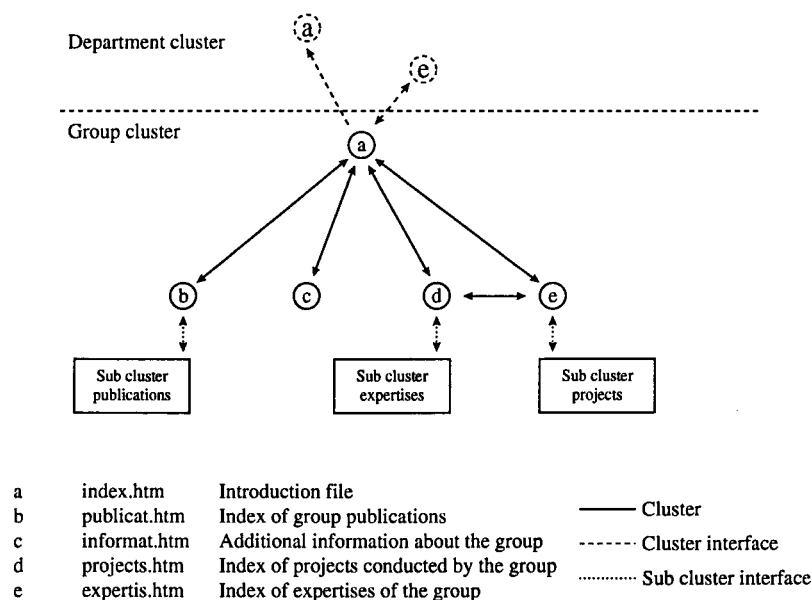 a
Department cluster
e
Group cluster
a
b
c
d
e
Sub cluster
publications
Sub cluster
expertises
Sub cluster
projects
a index.htm Introduction file
b publicat.htm Index of group publications
c informat.htm Additional information about the group
d projects.htm Index of projects conducted by the group
e expertis.htm Index of expertises of the group
Cluster
Cluster interface
Sub cluster interface